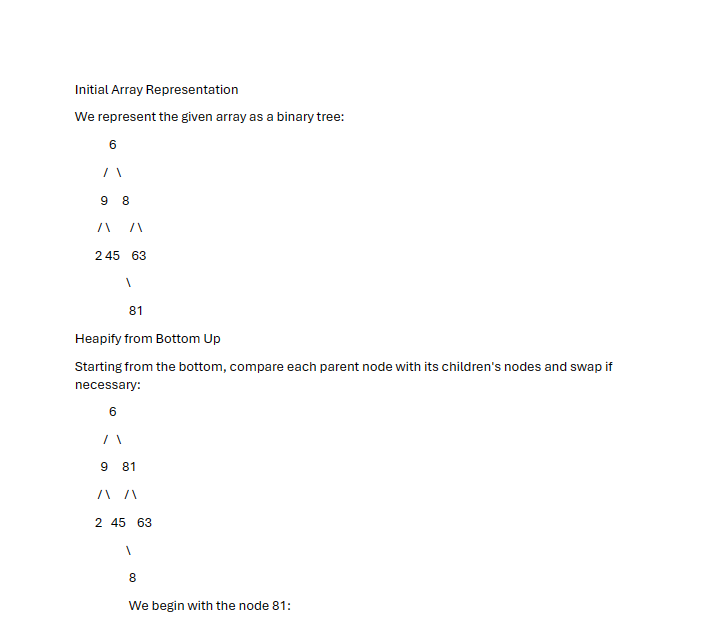 Initial Array Representation
We represent the given array as a binary tree:
6
/ \
9 8
/ \ / \
2 45 63
\
81
Heapify from Bottom Up
Starting from the bottom, compare each parent node with its children's nodes and swap if
necessary:
6
/ \
9 81
/ \ / \
2 45 63
\
8
We begin with the node 81: